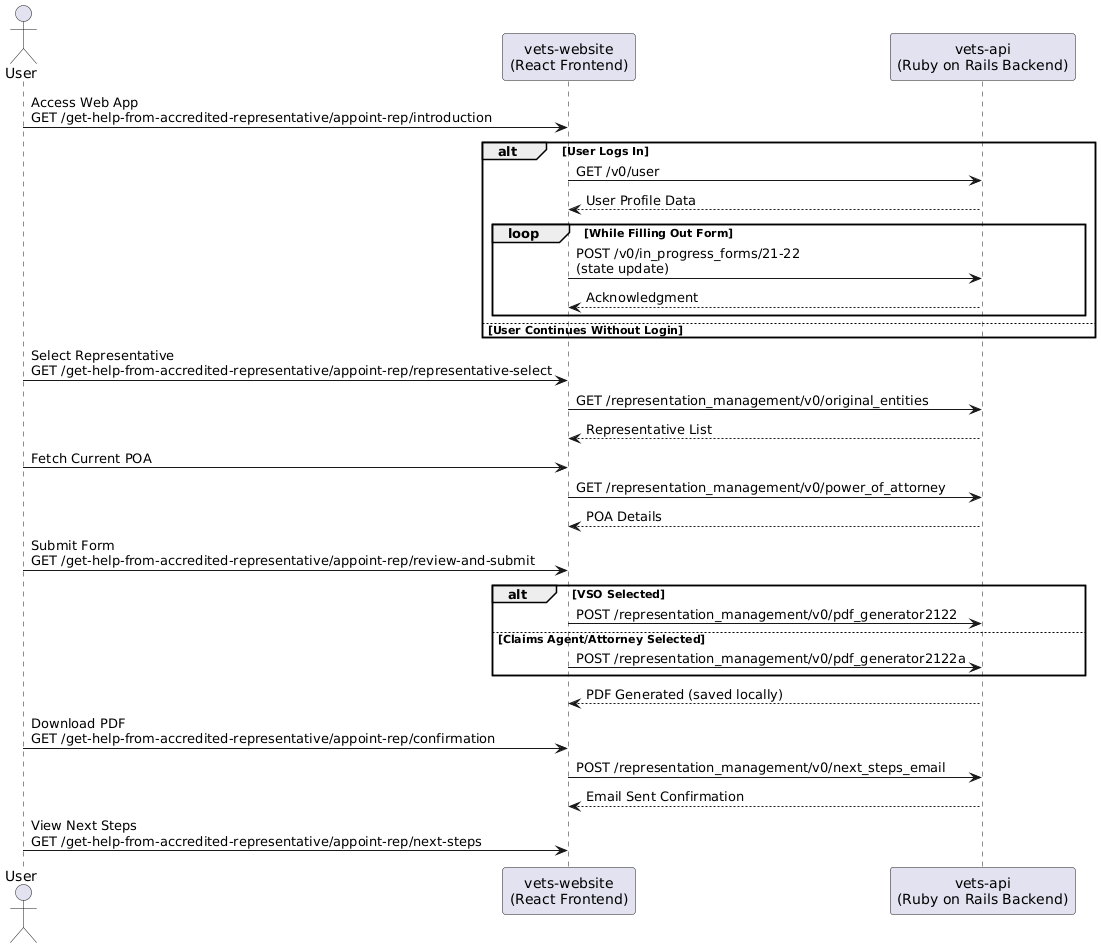 User
vets-website
(React Frontend)
vets-api
(Ruby on Rails Backend)
Access Web App
GET /get-help-from-accredited-representative/appoint-rep/introduction
alt
[User Logs In]
GET /v0/user
User Profile Data
loop
[While Filling Out Form]
POST /v0/in_progress_forms/21-22
(state update)
Acknowledgment
[User Continues Without Login]
Select Representative
GET /get-help-from-accredited-representative/appoint-rep/representative-select
GET /representation_management/v0/original_entities
Representative List
Fetch Current POA
GET /representation_management/v0/power_of_attorney
POA Details
Submit Form
GET /get-help-from-accredited-representative/appoint-rep/review-and-submit
alt
[VSO Selected]
POST /representation_management/v0/pdf_generator2122
[Claims Agent/Attorney Selected]
POST /representation_management/v0/pdf_generator2122a
PDF Generated (saved locally)
Download PDF
GET /get-help-from-accredited-representative/appoint-rep/confirmation
POST /representation_management/v0/next_steps_email
Email Sent Confirmation
View Next Steps
GET /get-help-from-accredited-representative/appoint-rep/next-steps
User
vets-website
(React Frontend)
vets-api
(Ruby on Rails Backend)